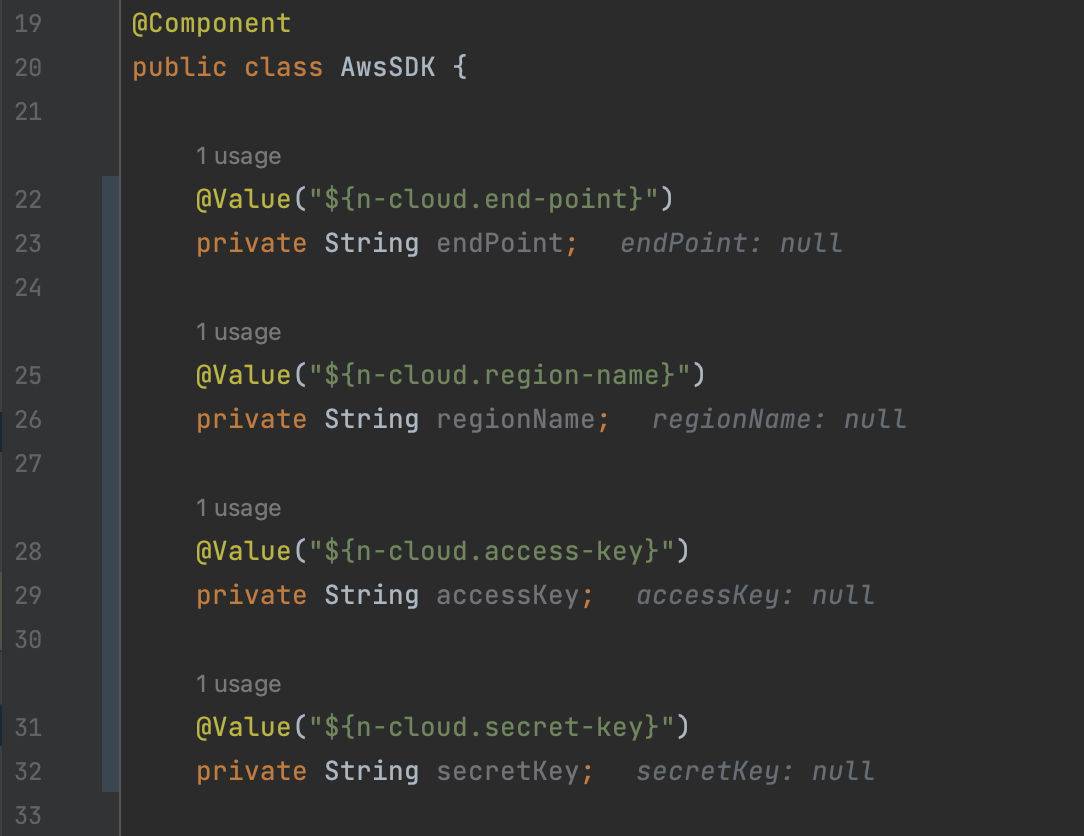 19 @Component
20 public class AwsSDK {
21
1 usage
22 @Value("${n-cloud.end-point}")
23 private String endPoint; endPoint: null
24
1 usage
25 @Value("${n-cloud.region-name}")
26 private String regionName; regionName: null
27
1 usage
28 @Value("${n-cloud.access-key}")
29 private String accessKey; accessKey: null
30
1 usage
31 @Value("${n-cloud.secret-key}")
32 private String secretKey; secretKey: null
33